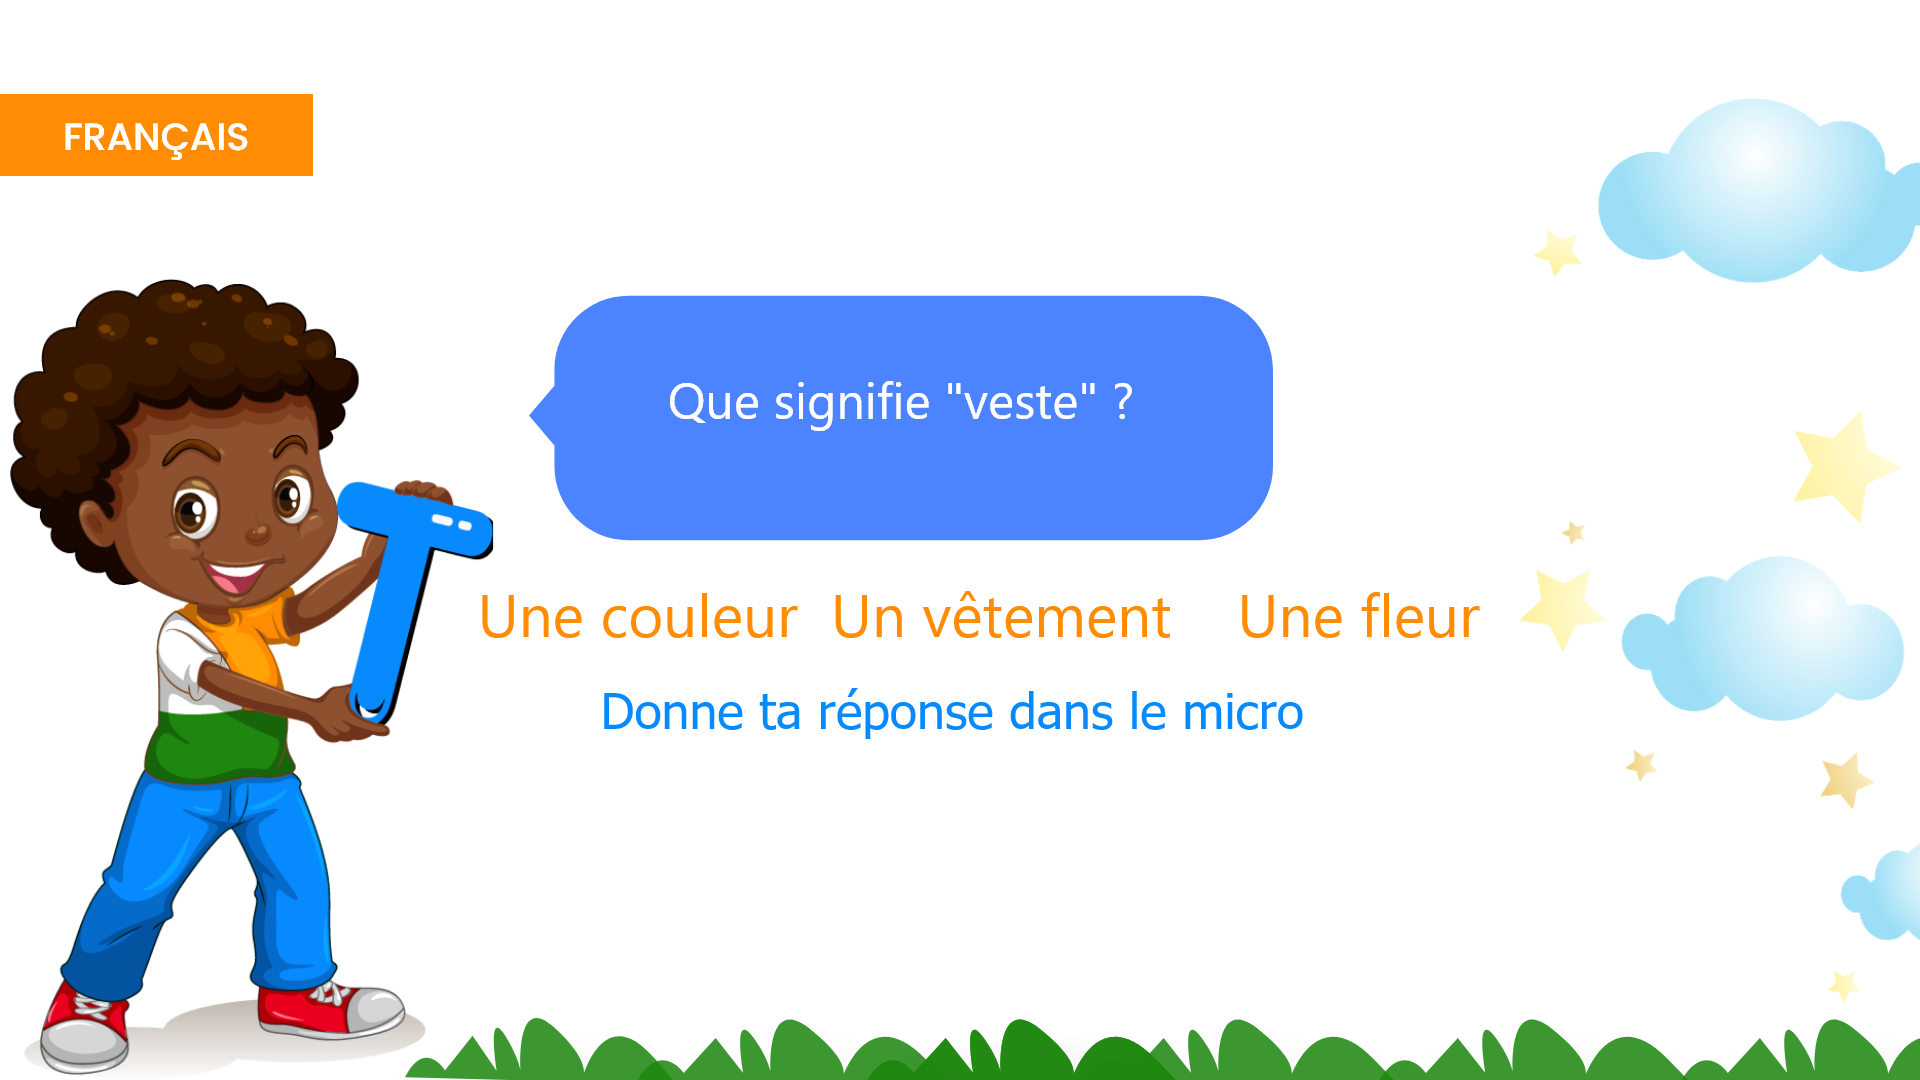 FRANÇAIS
Que signifie "veste" ?
Une couleur Un vêtement Une fleur
Donne ta réponse dans le micro